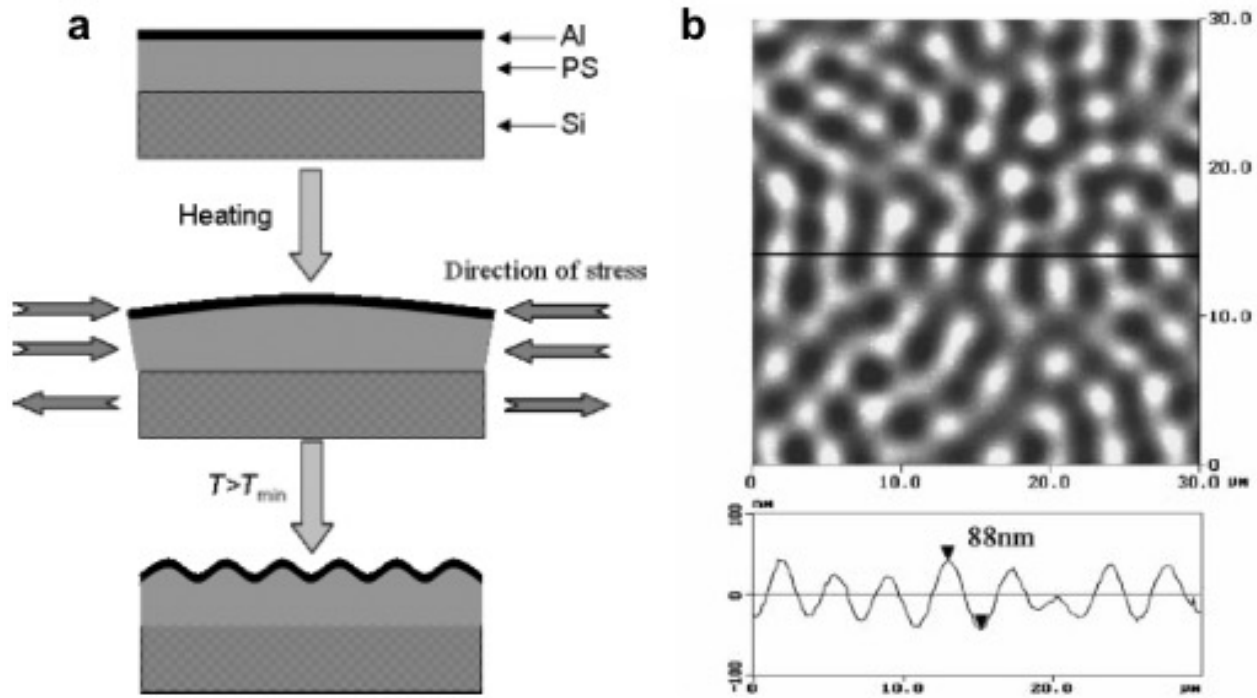 a
Al
PS
Si
Heating
Direction of stress
T>Tmin
b
30.0
20.0
10.0
0
0 10.0 20.0 30.0 µM
nm
100
88nm
0
-100
0 10.0 20.0 µM